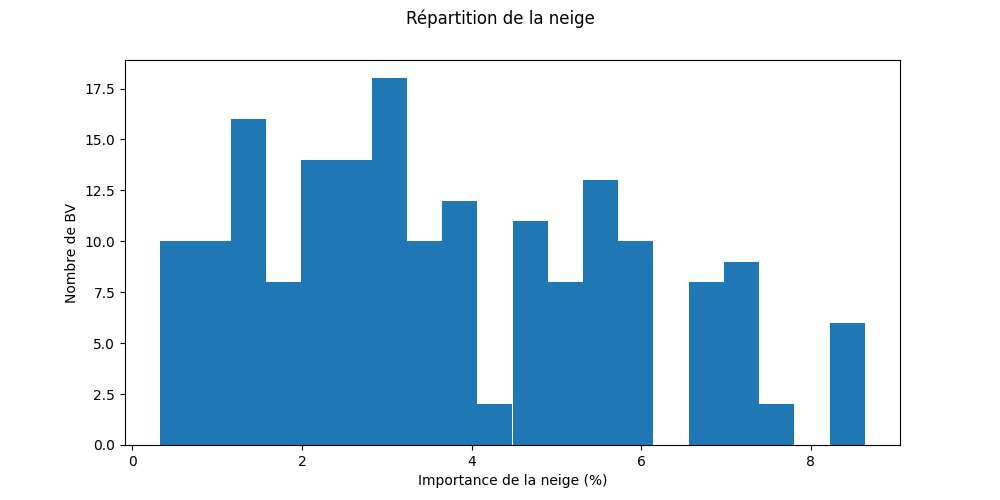 Répartition de la neige
17.5
15.0
12.5
10.0
7.5
5.0
2.5
0.0
Nombre de BV
0 2 4 6 8
Importance de la neige (%)